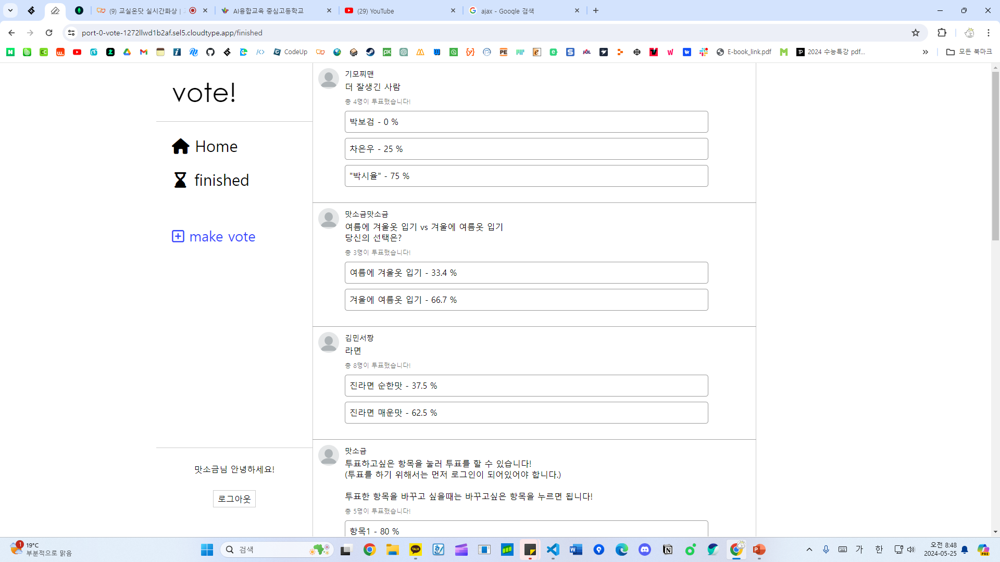 (9) 교실온닷 실시간화상 |
AI융합교육 중심고등학교
(29) YouTube
ajax - Google 검색
port-0-vote-1272llwd1b2af.sel5.cloudtype.app/finished
CodeUp
E-book_link.pdf
2024 수능특강 pdf...
모든 북마크
vote!
Home
finished
make vote
맛소금님 안녕하세요!
로그아웃
기모찌맨
더 잘생긴 사람
총 4명이 투표했습니다!
박보검 - 0 %
차은우 - 25 %
"박시율" - 75 %
맛소금맛소금
여름에 겨울옷 입기 vs 겨울에 여름옷 입기
당신의 선택은?
총 3명이 투표했습니다!
여름에 겨울옷 입기 - 33.4 %
겨울에 여름옷 입기 - 66.7 %
김민서짱
라면
총 8명이 투표했습니다!
진라면 순한맛 - 37.5 %
진라면 매운맛 - 62.5 %
맛소금
투표하고싶은 항목을 눌러 투표를 할 수 있습니다!
(투표를 하기 위해서는 먼저 로그인이 되어있어야 합니다.)
투표한 항목을 바꾸고 싶을때는 바꾸고싶은 항목을 누르면 됩니다!
총 5명이 투표했습니다!
항목1 - 80 %
1
19°C
부분적으로 맑음
검색
가
한
오전 8:48
2024-05-25